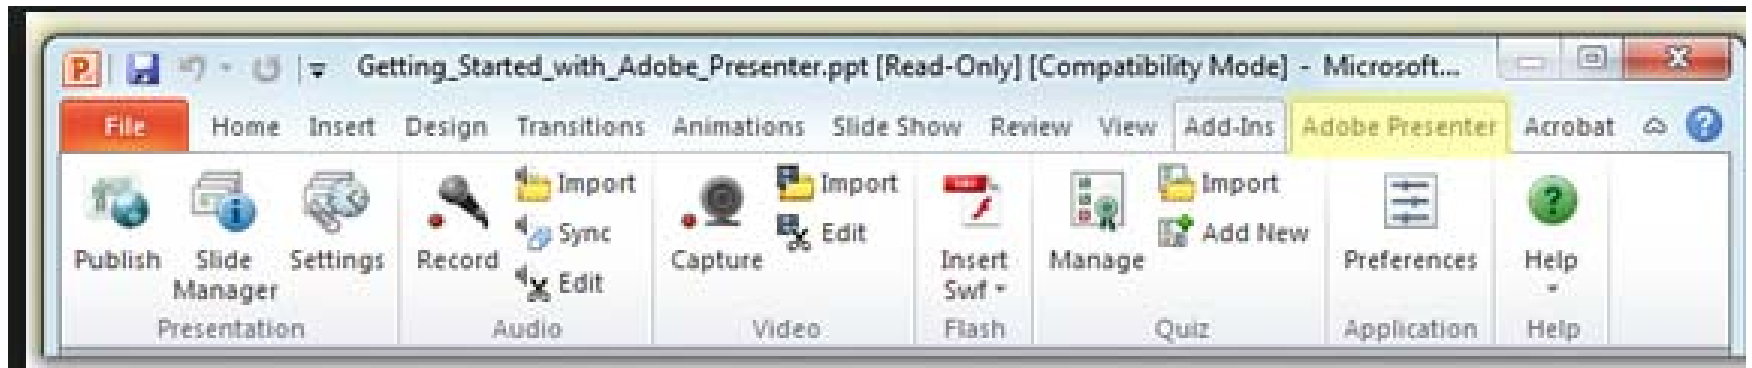 Getting_Started_with_Adobe_Presenter.ppt [Read-Only] [Compatibility Mode] - Microsoft...
File Home Insert Design Transitions Animations Slide Show Review View Add-Ins Adobe Presenter Acrobat
Publish
Slide
Manager
Settings
Presentation
Record
Import
Sync
Edit
Audio
Capture
Import
Edit
Video
Insert
Swf
Flash
Manage
Import
Add New
Quiz
Preferences
Application
Help
Help